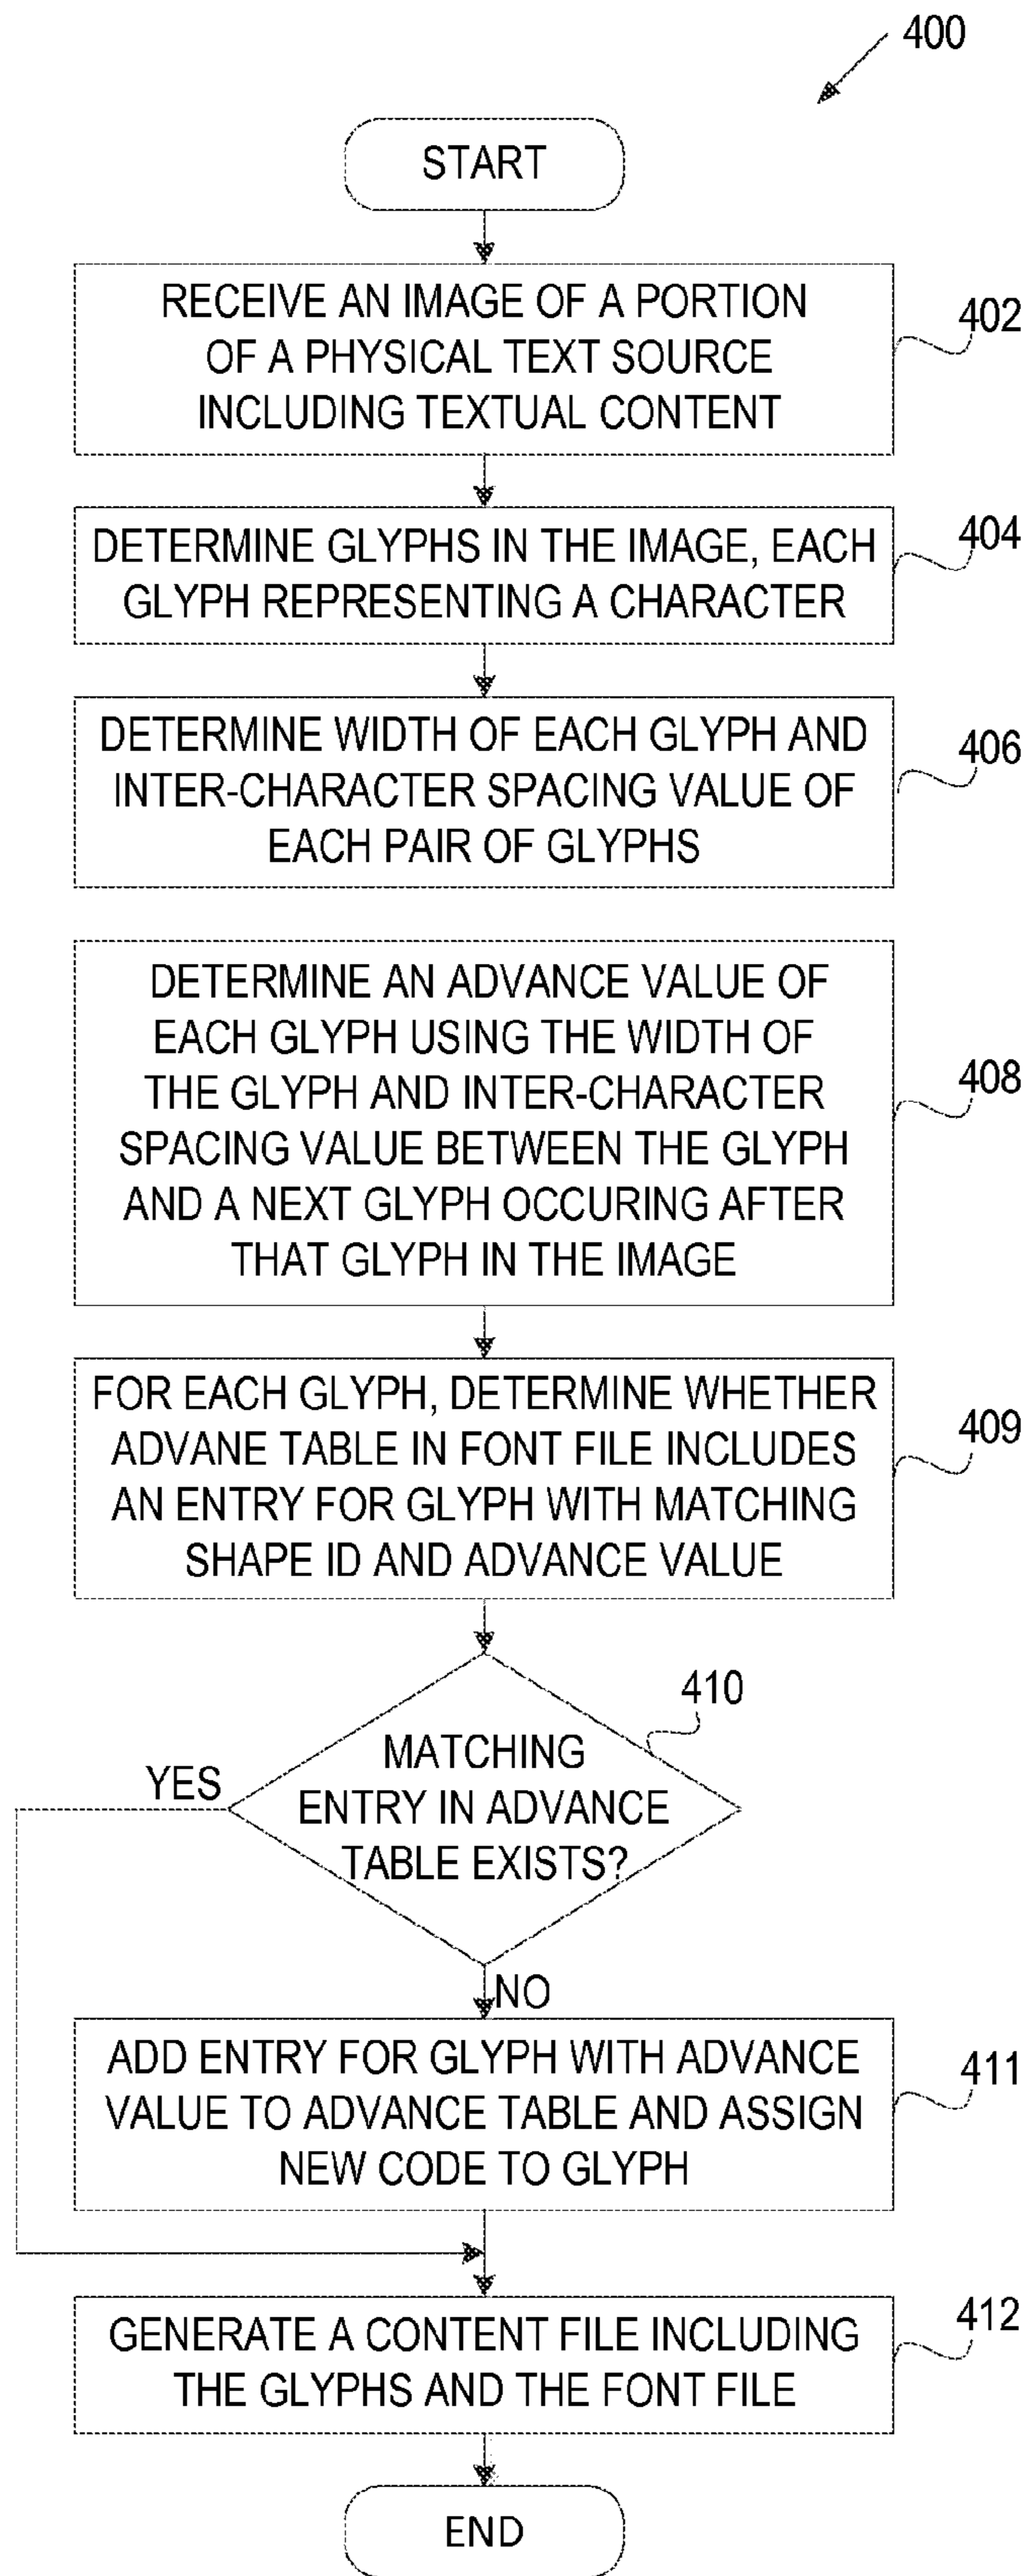 400
START
RECEIVE AN IMAGE OF A PORTION
OF A PHYSICAL TEXT SOURCE
INCLUDING TEXTUAL CONTENT
402
DETERMINE GLYPHS IN THE IMAGE, EACH
GLYPH REPRESENTING A CHARACTER
404
DETERMINE WIDTH OF EACH GLYPH AND
INTER-CHARACTER SPACING VALUE OF
EACH PAIR OF GLYPHS
406
DETERMINE AN ADVANCE VALUE OF
EACH GLYPH USING THE WIDTH OF
THE GLYPH AND INTER-CHARACTER
SPACING VALUE BETWEEN THE GLYPH
AND A NEXT GLYPH OCCURING AFTER
THAT GLYPH IN THE IMAGE
408
FOR EACH GLYPH, DETERMINE WHETHER
ADVANE TABLE IN FONT FILE INCLUDES
AN ENTRY FOR GLYPH WITH MATCHING
SHAPE ID AND ADVANCE VALUE
409
410
MATCHING
ENTRY IN ADVANCE
TABLE EXISTS?
YES
NO
ADD ENTRY FOR GLYPH WITH ADVANCE
VALUE TO ADVANCE TABLE AND ASSIGN
NEW CODE TO GLYPH
411
GENERATE A CONTENT FILE INCLUDING
THE GLYPHS AND THE FONT FILE
412
END